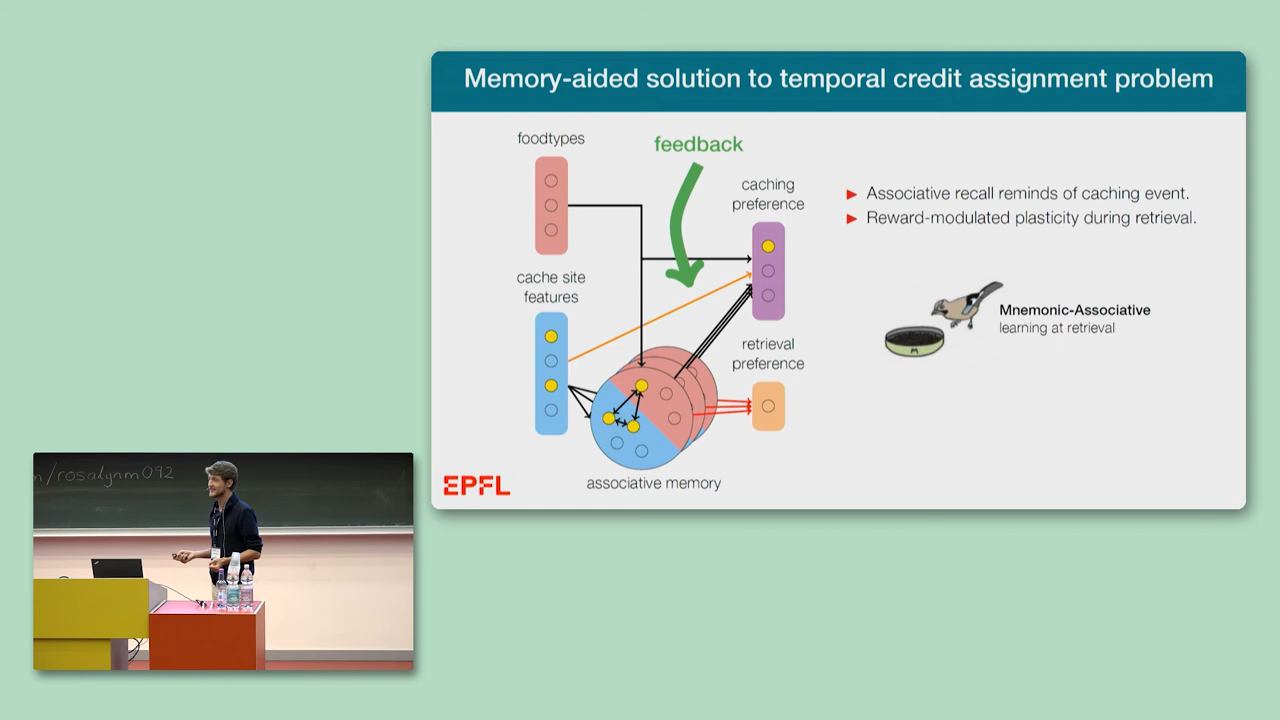 Memory-aided solution to temporal credit assignment problem
foodtypes
feedback
caching
preference
Associative recall reminds of caching event.
Reward-modulated plasticity during retrieval.
cache site
features
Mnemonic-Associative
learning at retrieval
retrieval
preference
associative memory
EPFL
n/rosalynm092